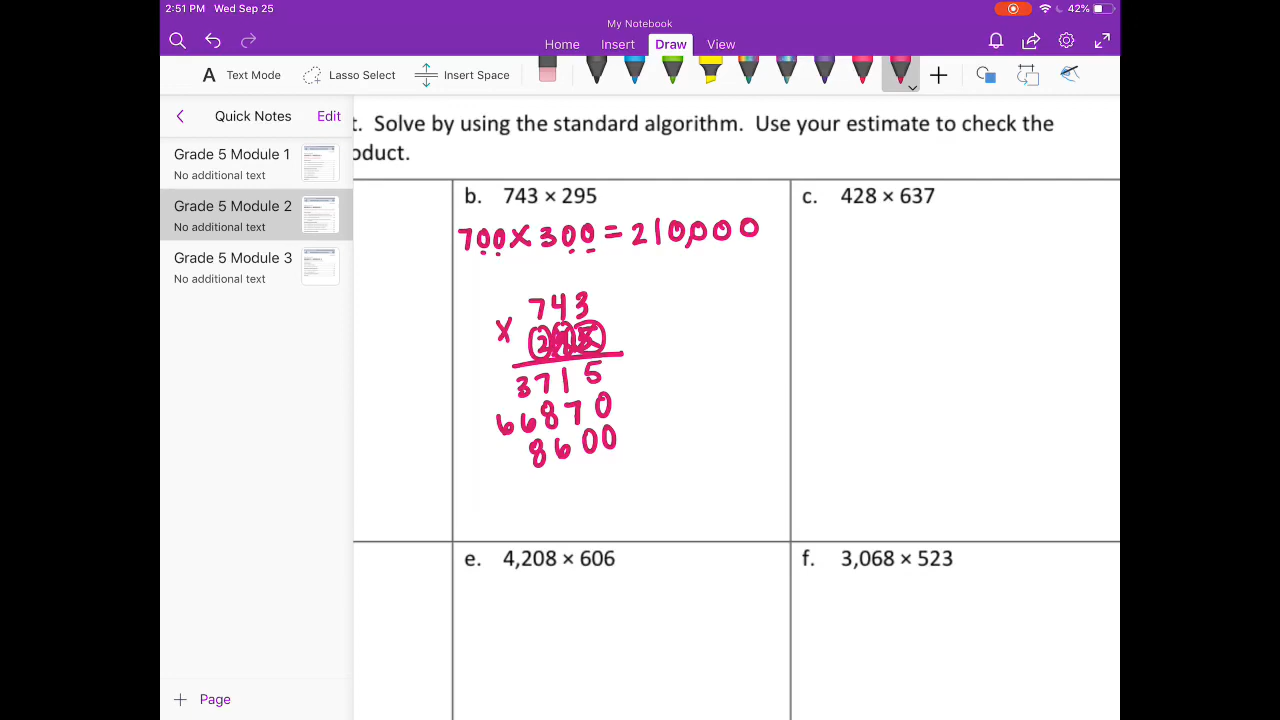 2:51 PM Wed Sep 25
42%
My Notebook
Home Insert Draw View
A Text Mode Lasso Select Insert Space
Quick Notes Edit
Grade 5 Module 1
No additional text
Grade 5 Module 2
No additional text
Grade 5 Module 3
No additional text
+ Page
t. Solve by using the standard algorithm. Use your estimate to check the
oduct.
b. 743 × 295
700 × 300 = 210,000
743
× 295
3715
66870
8600
c. 428 × 637
e. 4,208 × 606
f. 3,068 × 523